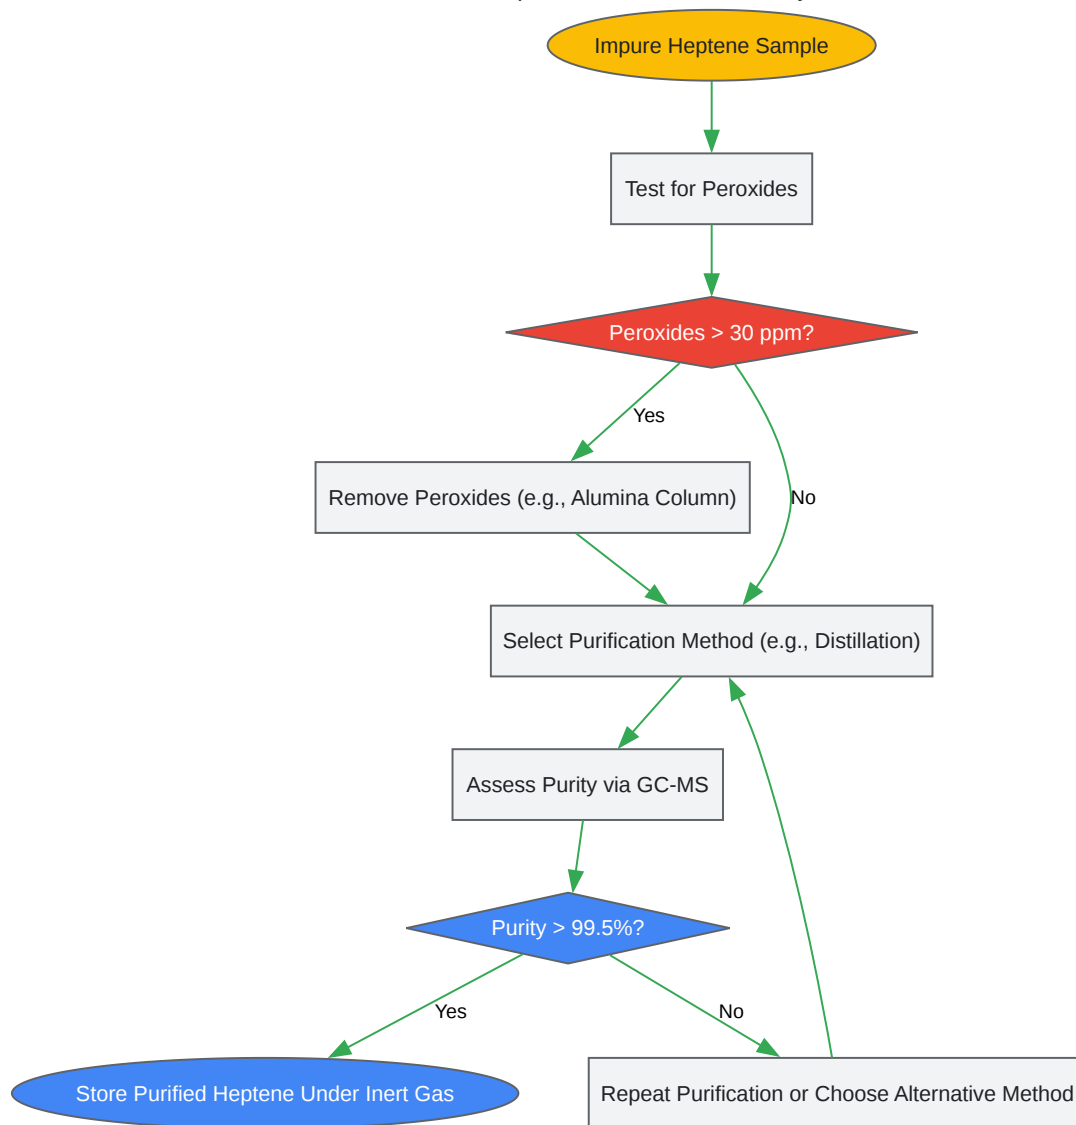 Impure Heptene Sample
Test for Peroxides
Peroxides > 30 ppm?
Yes
Remove Peroxides (e.g., Alumina Column)
No
Select Purification Method (e.g., Distillation)
Assess Purity via GC-MS
Purity > 99.5%?
Yes
No
Store Purified Heptene Under Inert Gas
Repeat Purification or Choose Alternative Method